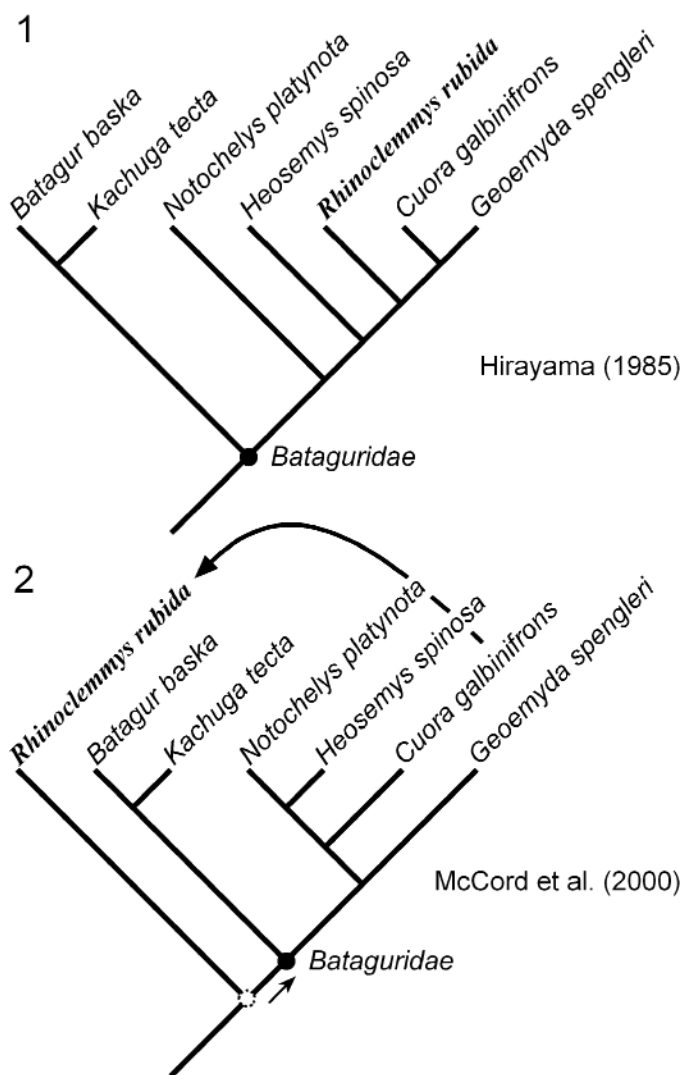 1
Batagur baska
Kachuga tecta
Notochelys platynota
Heosemys spinosa
Rhinoclemmys rubida
Cuora galbinifrons
Geoemyda spengleri
Hirayama (1985)
Bataguridae
2
Rhinoclemmys rubida
Batagur baska
Kachuga tecta
Notochelys platynota
Heosemys spinosa
Cuora galbinifrons
Geoemyda spengleri
McCord et al. (2000)
Bataguridae